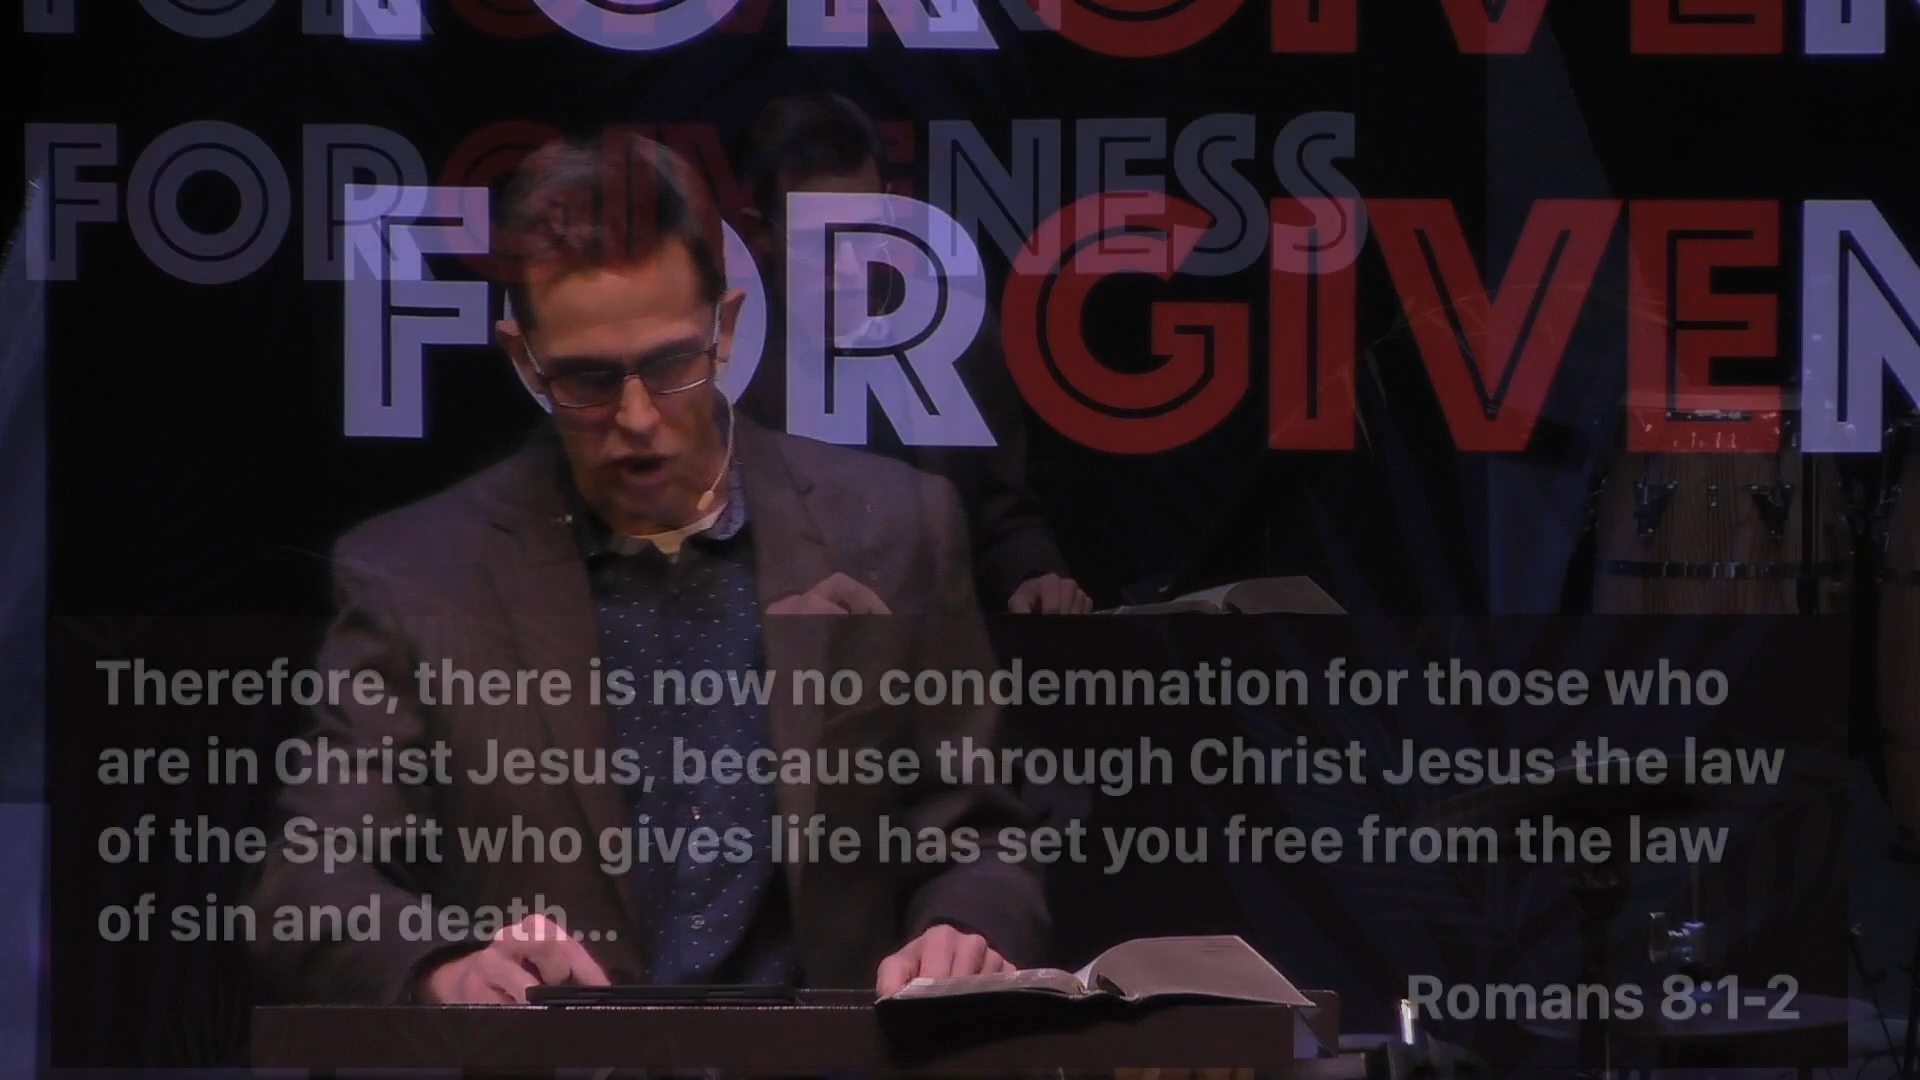 FORGIVEN
FORGIVENESS
FORGIVEN
Therefore, there is now no condemnation for those who
are in Christ Jesus, because through Christ Jesus the law
of the Spirit who gives life has set you free from the law
of sin and death...
Romans 8:1-2